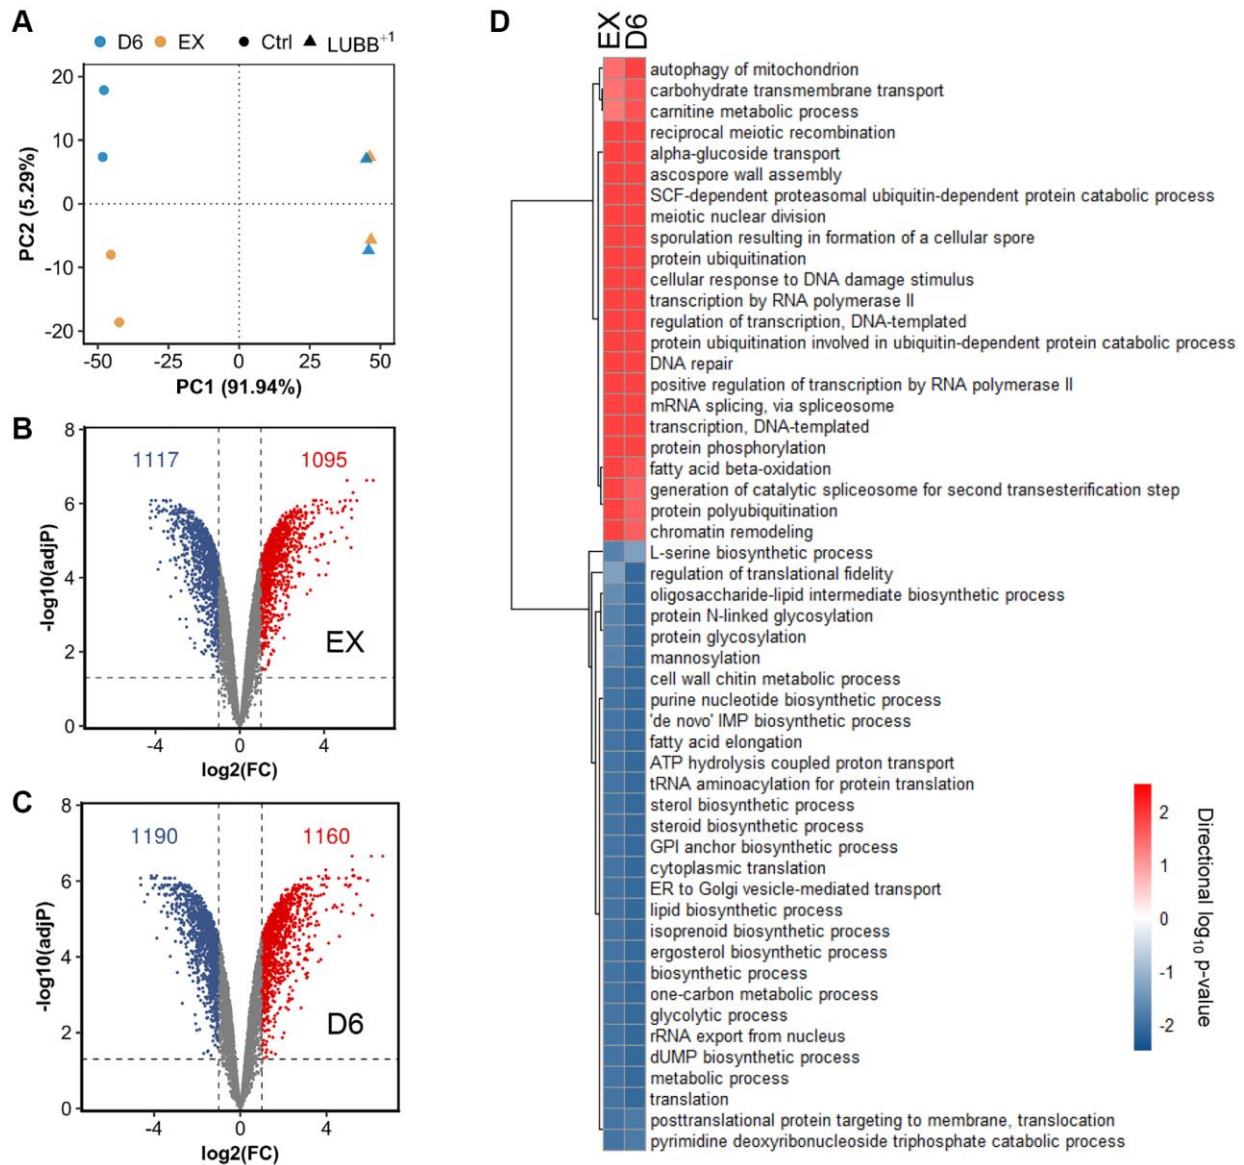 A
D6 EX Ctrl LUBB+1
20
10
0
-10
-20
PC2 (5.29%)
-50 -25 0 25 50
PC1 (91.94%)
B
8
6
4
2
0
-log10(adjP)
1117 1095
EX
-4 0 4
log2(FC)
C
8
6
4
2
0
-log10(adjP)
1190 1160
D6
-4 0 4
log2(FC)
D
EX D6
autophagy of mitochondrion
carbohydrate transmembrane transport
carnitine metabolic process
reciprocal meiotic recombination
alpha-glucoside transport
ascospore wall assembly
SCF-dependent proteasomal ubiquitin-dependent protein catabolic process
meiotic nuclear division
sporulation resulting in formation of a cellular spore
protein ubiquitination
cellular response to DNA damage stimulus
transcription by RNA polymerase II
regulation of transcription, DNA-templated
protein ubiquitination involved in ubiquitin-dependent protein catabolic process
DNA repair
positive regulation of transcription by RNA polymerase II
mRNA splicing, via spliceosome
transcription, DNA-templated
protein phosphorylation
fatty acid beta-oxidation
generation of catalytic spliceosome for second transesterification step
protein polyubiquitination
chromatin remodeling
L-serine biosynthetic process
regulation of translational fidelity
oligosaccharide-lipid intermediate biosynthetic process
protein N-linked glycosylation
protein glycosylation
mannosylation
cell wall chitin metabolic process
purine nucleotide biosynthetic process
'de novo' IMP biosynthetic process
fatty acid elongation
ATP hydrolysis coupled proton transport
tRNA aminoacylation for protein translation
sterol biosynthetic process
steroid biosynthetic process
GPI anchor biosynthetic process
cytoplasmic translation
ER to Golgi vesicle-mediated transport
lipid biosynthetic process
isoprenoid biosynthetic process
ergosterol biosynthetic process
biosynthetic process
one-carbon metabolic process
glycolytic process
rRNA export from nucleus
dUMP biosynthetic process
metabolic process
translation
posttranslational protein targeting to membrane, translocation
pyrimidine deoxyribonucleoside triphosphate catabolic process
2
1
0
-1
-2
Directional log10 p-value